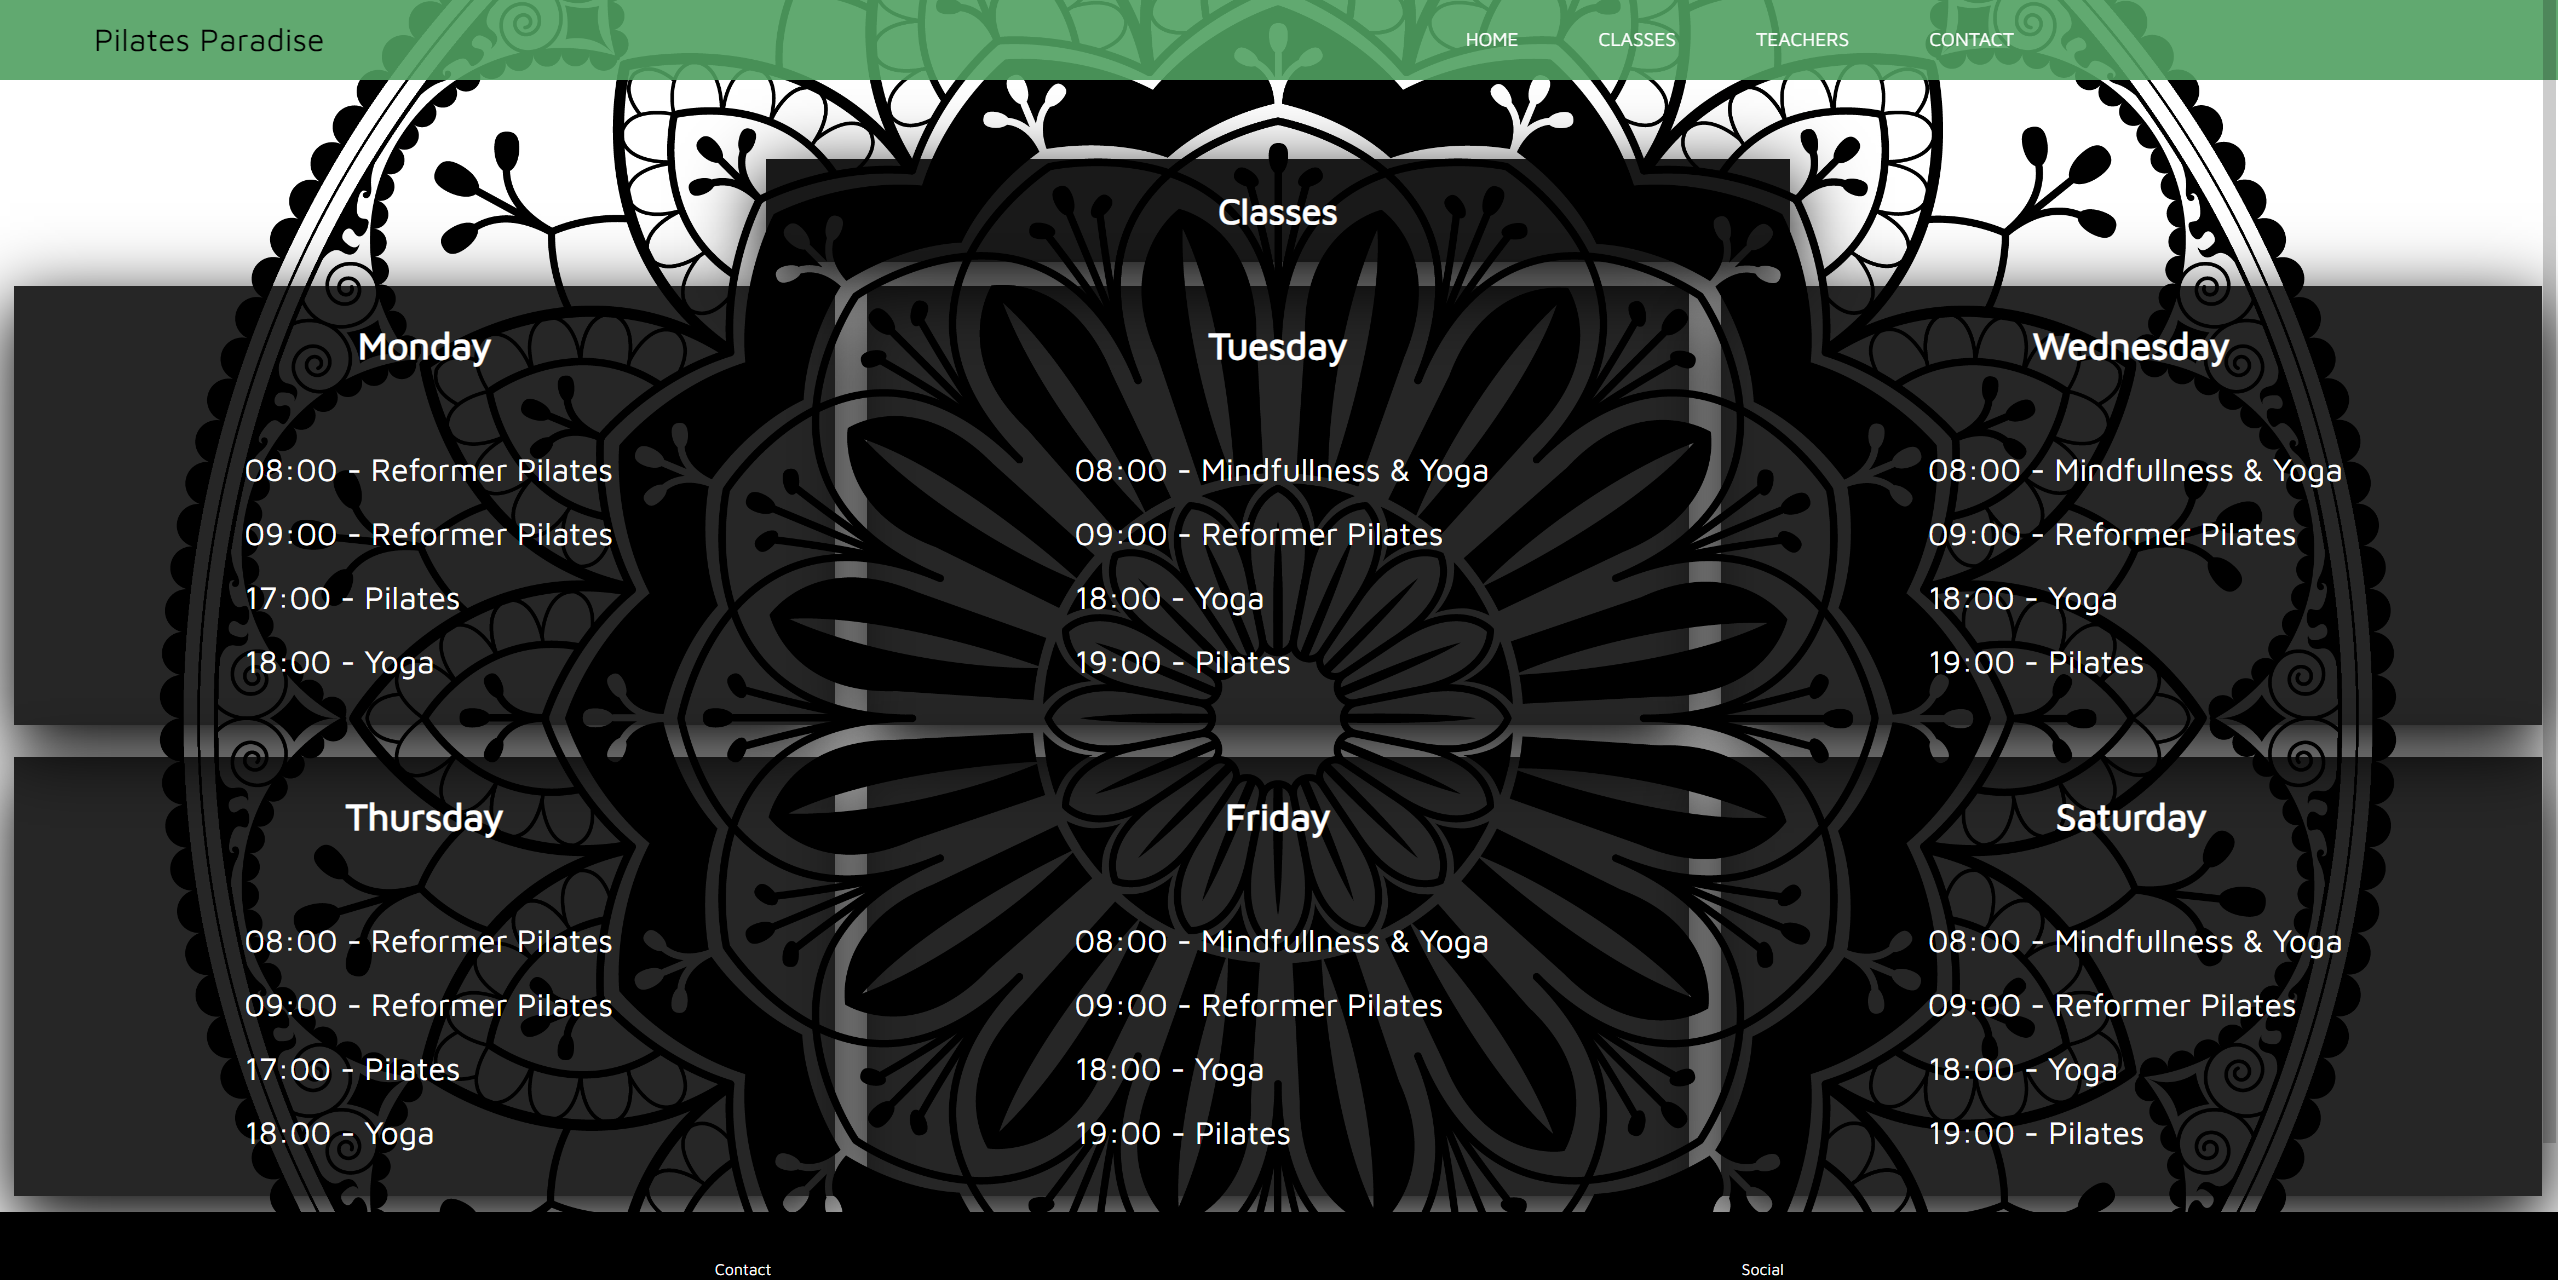 Pilates Paradise
HOME CLASSES TEACHERS CONTACT
Classes
Monday
08:00 - Reformer Pilates
09:00 - Reformer Pilates
17:00 - Pilates
18:00 - Yoga
Tuesday
08:00 - Mindfullness & Yoga
09:00 - Reformer Pilates
18:00 - Yoga
19:00 - Pilates
Wednesday
08:00 - Mindfullness & Yoga
09:00 - Reformer Pilates
18:00 - Yoga
19:00 - Pilates
Thursday
08:00 - Reformer Pilates
09:00 - Reformer Pilates
17:00 - Pilates
18:00 - Yoga
Friday
08:00 - Mindfullness & Yoga
09:00 - Reformer Pilates
18:00 - Yoga
19:00 - Pilates
Saturday
08:00 - Mindfullness & Yoga
09:00 - Reformer Pilates
18:00 - Yoga
19:00 - Pilates
Contact
Social